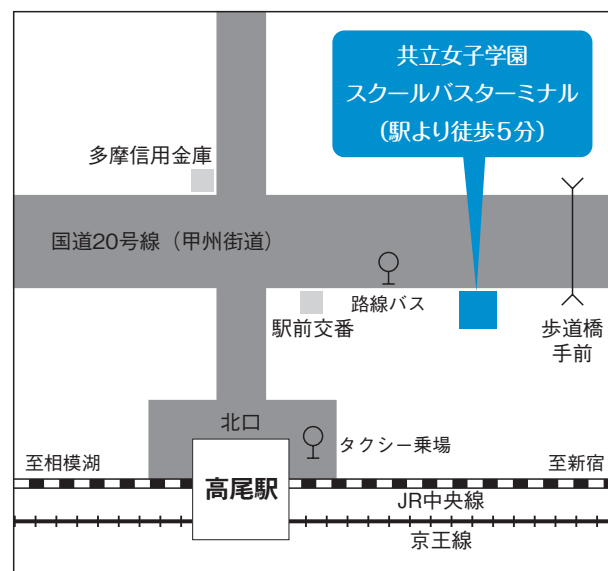 共立女子学園
スクールバスターミナル
(駅より徒歩5分)
多摩信用金庫
国道20号線(甲州街道)
路線バス
駅前交番
歩道橋
手前
北口
タクシー乗場
至相模湖
至新宿
高尾駅
JR中央線
京王線